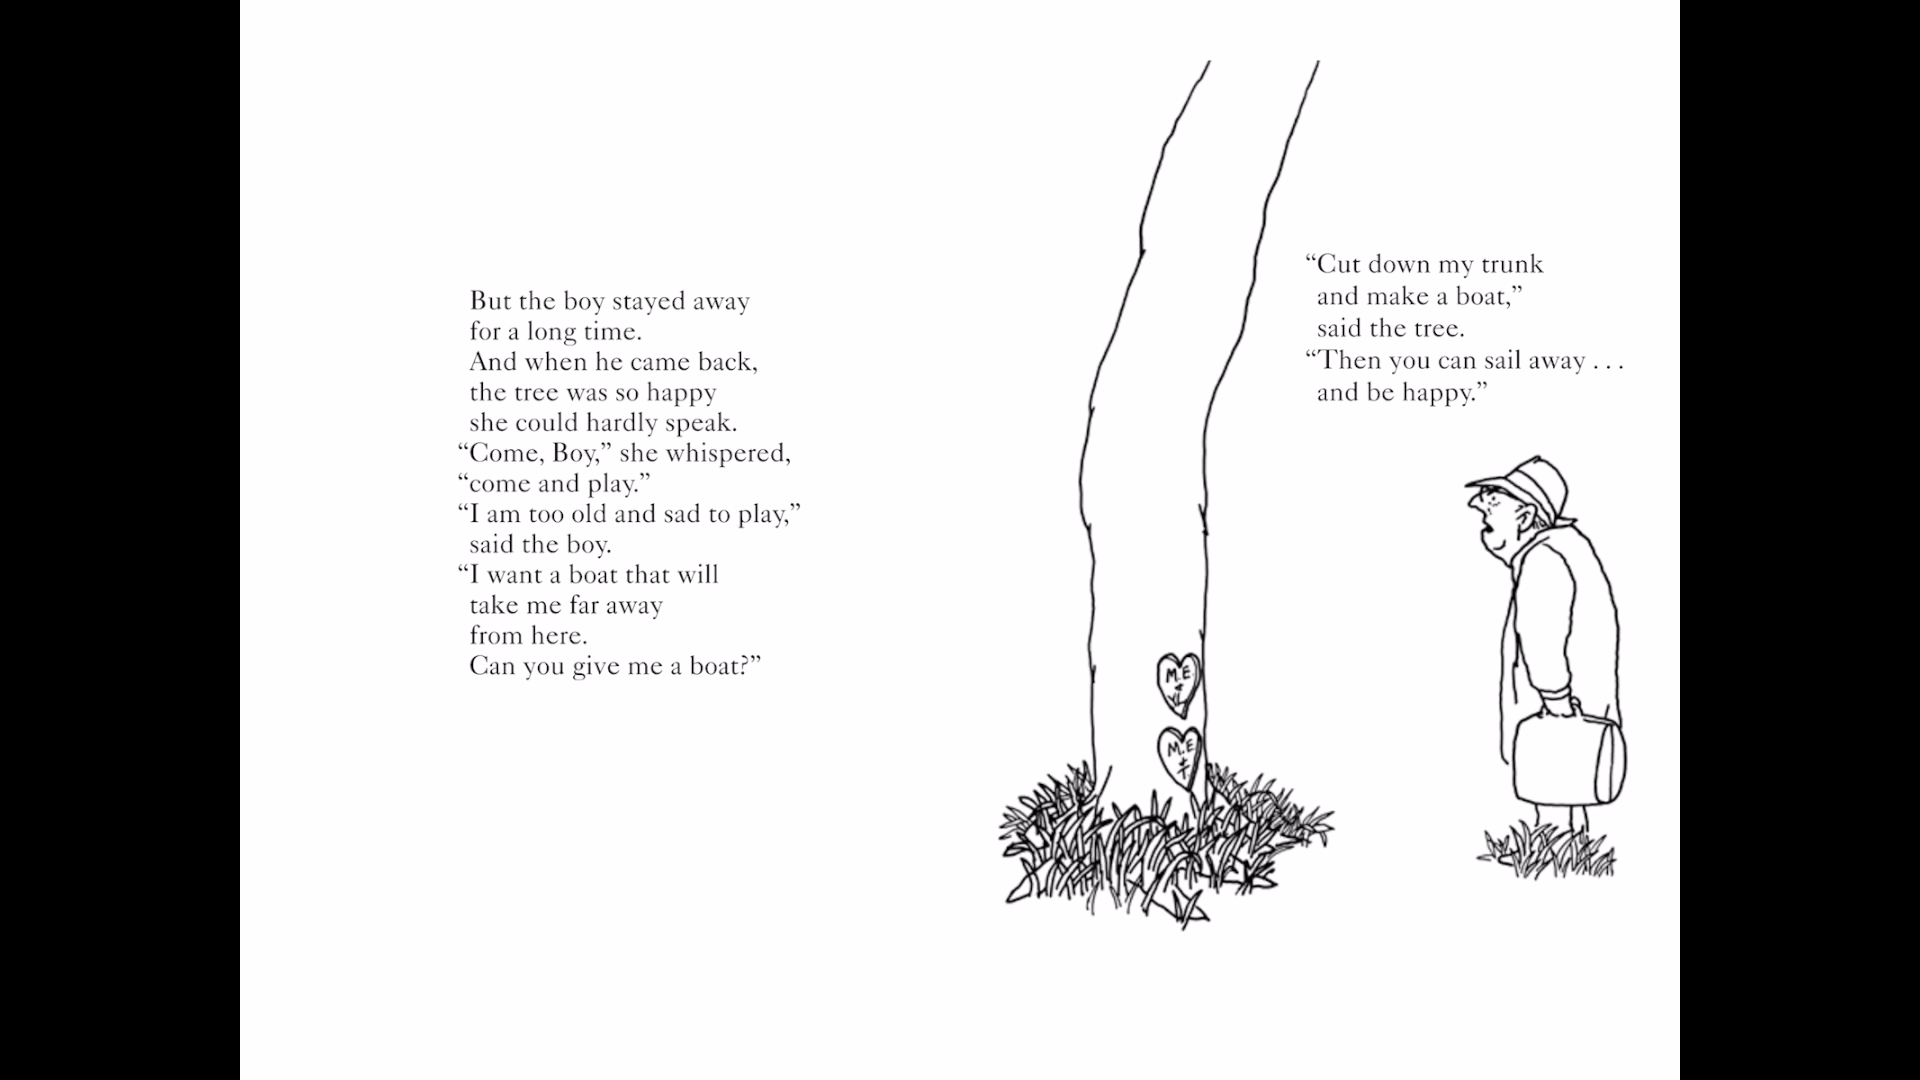 But the boy stayed away
for a long time.
And when he came back,
the tree was so happy
she could hardly speak.
“Come, Boy,” she whispered,
“come and play.”
“I am too old and sad to play,”
said the boy.
“I want a boat that will
take me far away
from here.
Can you give me a boat?”
“Cut down my trunk
and make a boat,”
said the tree.
“Then you can sail away . . .
and be happy.”
M.E.
+
Y.L.
M.E.
+
T